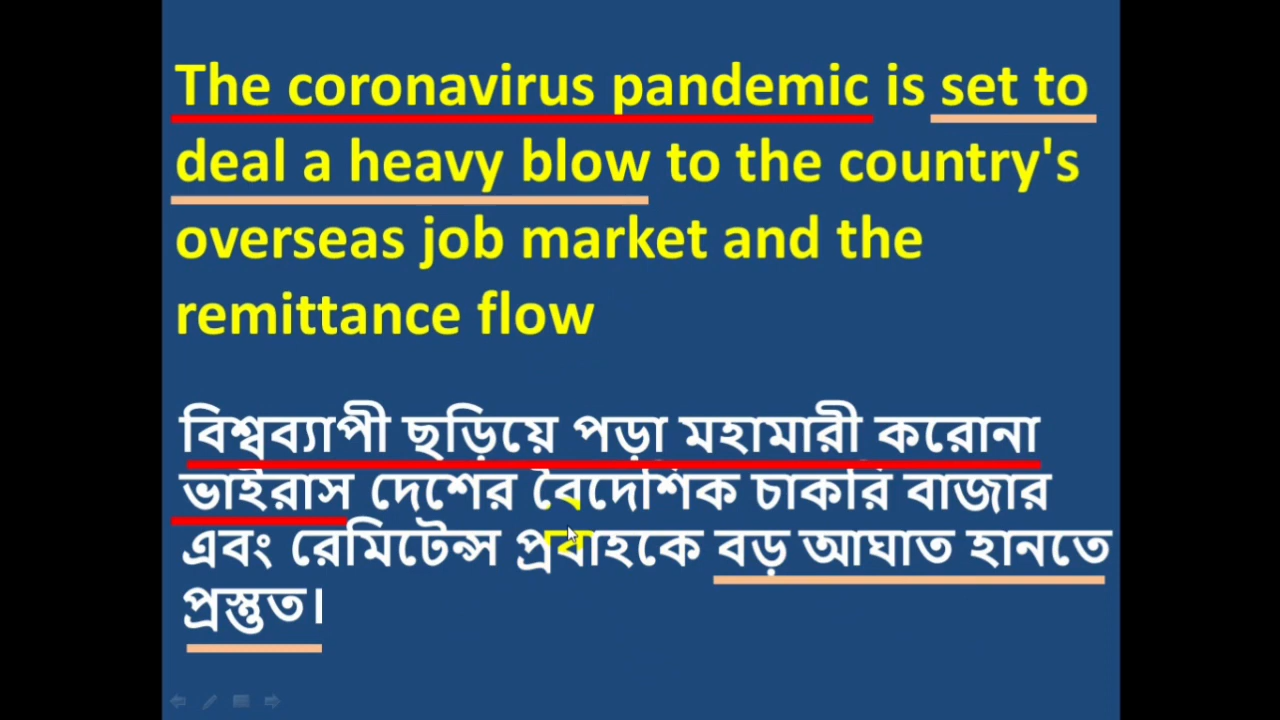 The coronavirus pandemic is set to
deal a heavy blow to the country's
overseas job market and the
remittance flow
বিশ্বব্যাপী ছড়িয়ে পড়া মহামারী করোনা
ভাইরাস দেশের বৈদেশিক চাকরি বাজার
এবং রেমিটেন্স প্রবাহকে বড় আঘাত হানতে
প্রস্তুত।